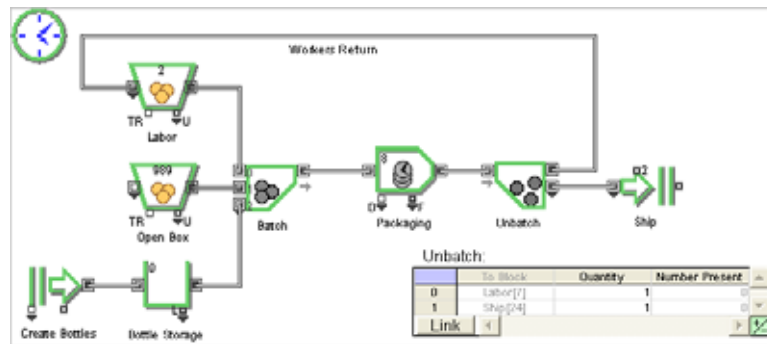 Workers Return
2
TR U
Labor
989
TR U
Open Box
Batch
8
D F
Packaging
Unbatch
2
Ship
0
L
Create Bottles
Bottle Storage
Unbatch:
To Block Quantity Number Present
0 Labor[7] 1 0
1 Ship[24] 1 0
Link